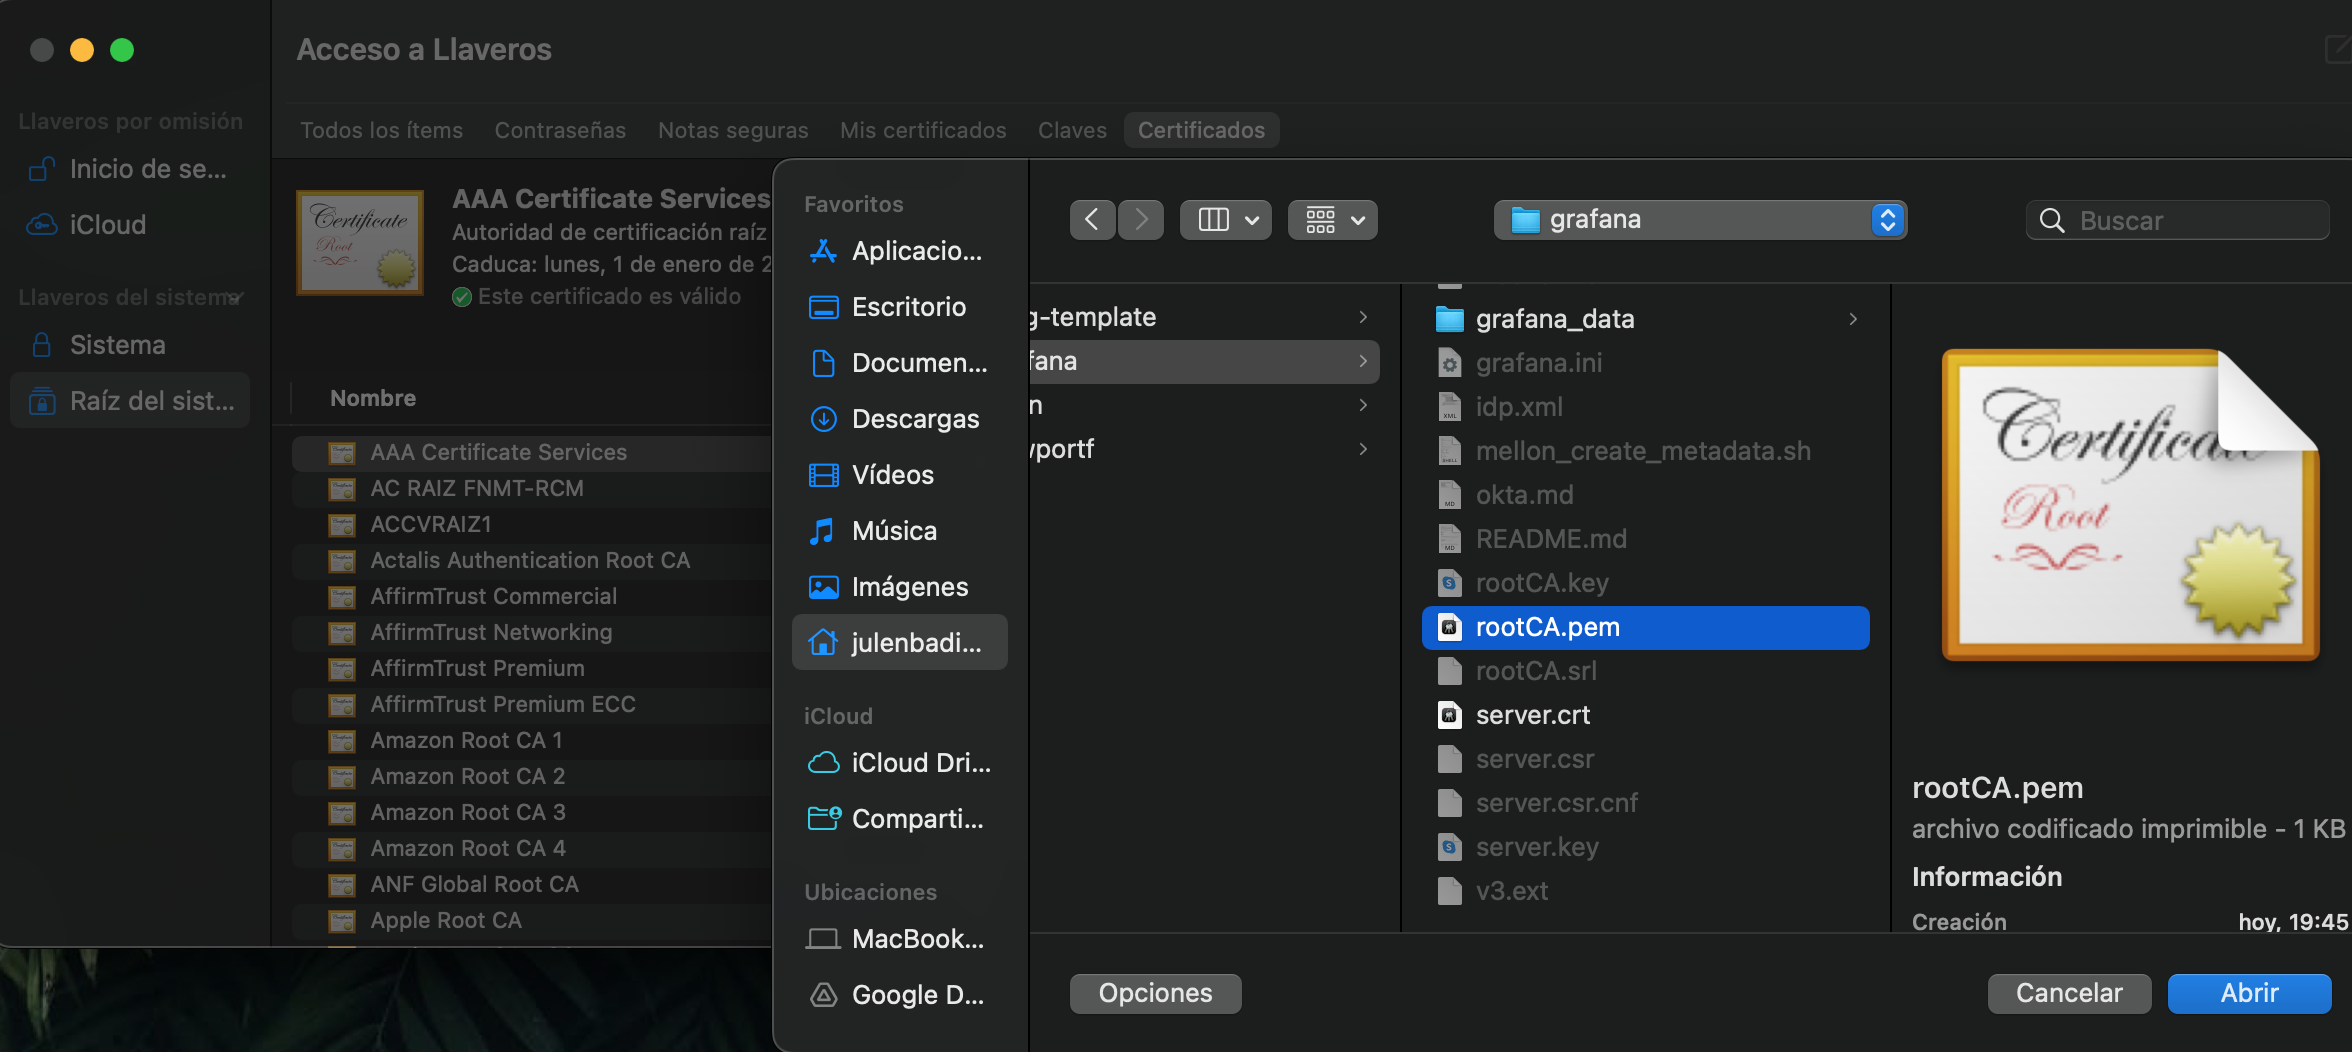 Acceso a Llaveros
Llaveros por omisión
Inicio de se...
iCloud
Llaveros del sistema
Sistema
Raíz del sist...
Todos los ítems
Contraseñas
Notas seguras
Mis certificados
Claves
Certificados
Certificate
Root
AAA Certificate Services
Autoridad de certificación raíz
Caduca: lunes, 1 de enero de 2
Este certificado es válido
Nombre
AAA Certificate Services
AC RAIZ FNMT-RCM
ACCVRAIZ1
Actalis Authentication Root CA
AffirmTrust Commercial
AffirmTrust Networking
AffirmTrust Premium
AffirmTrust Premium ECC
Amazon Root CA 1
Amazon Root CA 2
Amazon Root CA 3
Amazon Root CA 4
ANF Global Root CA
Apple Root CA
Favoritos
Aplicacio...
Escritorio
Documen...
Descargas
Vídeos
Música
Imágenes
julenbadi...
iCloud
iCloud Dri...
Comparti...
Ubicaciones
MacBook...
Google D...
grafana
Buscar
g-template
fana
n
yportf
grafana_data
grafana.ini
idp.xml
mellon_create_metadata.sh
okta.md
README.md
rootCA.key
rootCA.pem
rootCA.srl
server.crt
server.csr
server.csr.cnf
server.key
v3.ext
Certificate
Root
rootCA.pem
archivo codificado imprimible - 1 KB
Información
Creación
hoy, 19:45
Opciones
Cancelar
Abrir